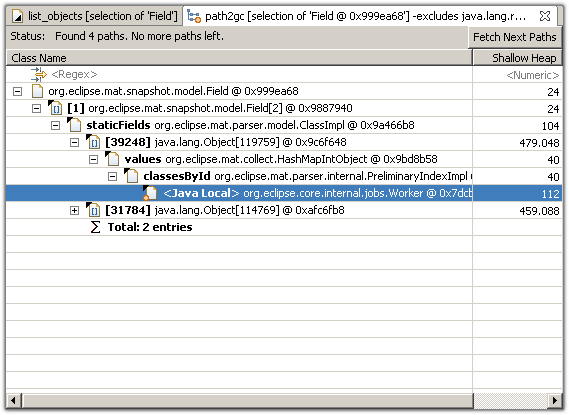 list_objects [selection of 'Field'] path2gc [selection of 'Field @ 0x999ea68'] -excludes java.lang.r...
Status: Found 4 paths. No more paths left. Fetch Next Paths
Class Name Shallow Heap
<Regex> <Numeric>
org.eclipse.mat.snapshot.model.Field @ 0x999ea68 24
[1] org.eclipse.mat.snapshot.model.Field[2] @ 0x9887940 24
staticFields org.eclipse.mat.parser.model.ClassImpl @ 0x9a466b8 104
[39248] java.lang.Object[119759] @ 0x9c6f648 479.048
values org.eclipse.mat.collect.HashMapIntObject @ 0x9bd8b58 40
classesById org.eclipse.mat.parser.internal.PreliminaryIndexImpl 40
<Java Local> org.eclipse.core.internal.jobs.Worker @ 0x7dcb 112
[31784] java.lang.Object[114769] @ 0xafc6fb8 459.088
Σ Total: 2 entries